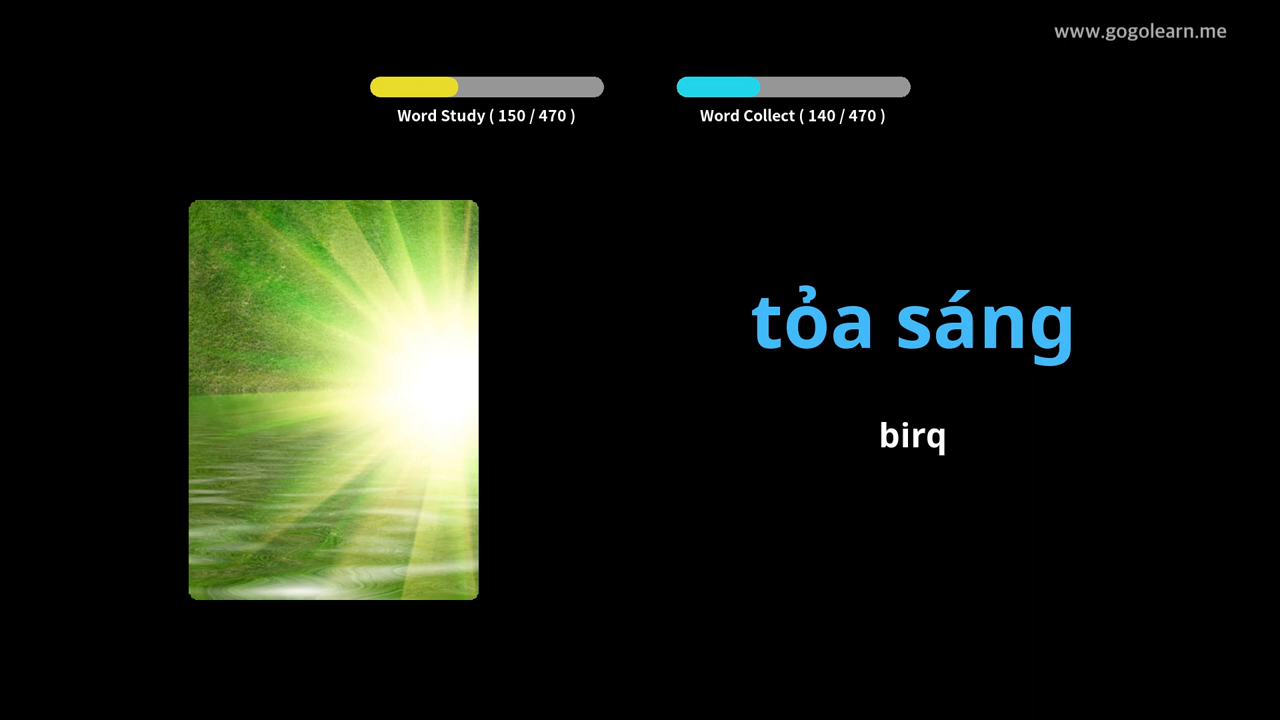 www.gogolearn.me
Word Study ( 150 / 470 )
Word Collect ( 140 / 470 )
tỏa sáng
birq